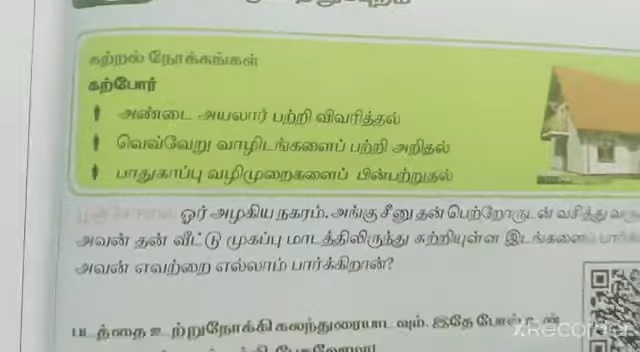 கற்றல் நோக்கங்கள்
கற்போர்
அண்டை அயலார் பற்றி விவரித்தல்
வெவ்வேறு வாழிடங்களைப் பற்றி அறிதல்
பாதுகாப்பு வழிமுறைகளைப் பின்பற்றுதல்
ஓர் அழகிய நகரம். அங்கு சீனு தன் பெற்றோருடன் வசித்து
அவன் தன் வீட்டு முகப்பு மாடத்திலிருந்து சுற்றியுள்ள இடங்களைப்
அவன் எவற்றை எல்லாம் பார்க்கிறான்?
படத்தை உற்றுநோக்கி கலந்துரையாடவும். இதே போல் உன்
XRecorder